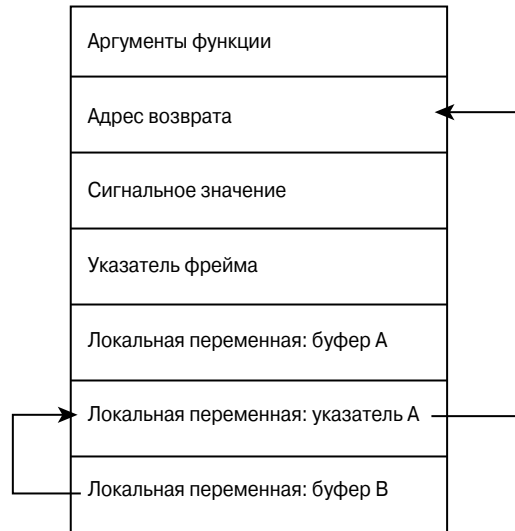 Аргументы функции
Адрес возврата
Сигнальное значение
Указатель фрейма
Локальная переменная: буфер A
Локальная переменная: указатель A
Локальная переменная: буфер B